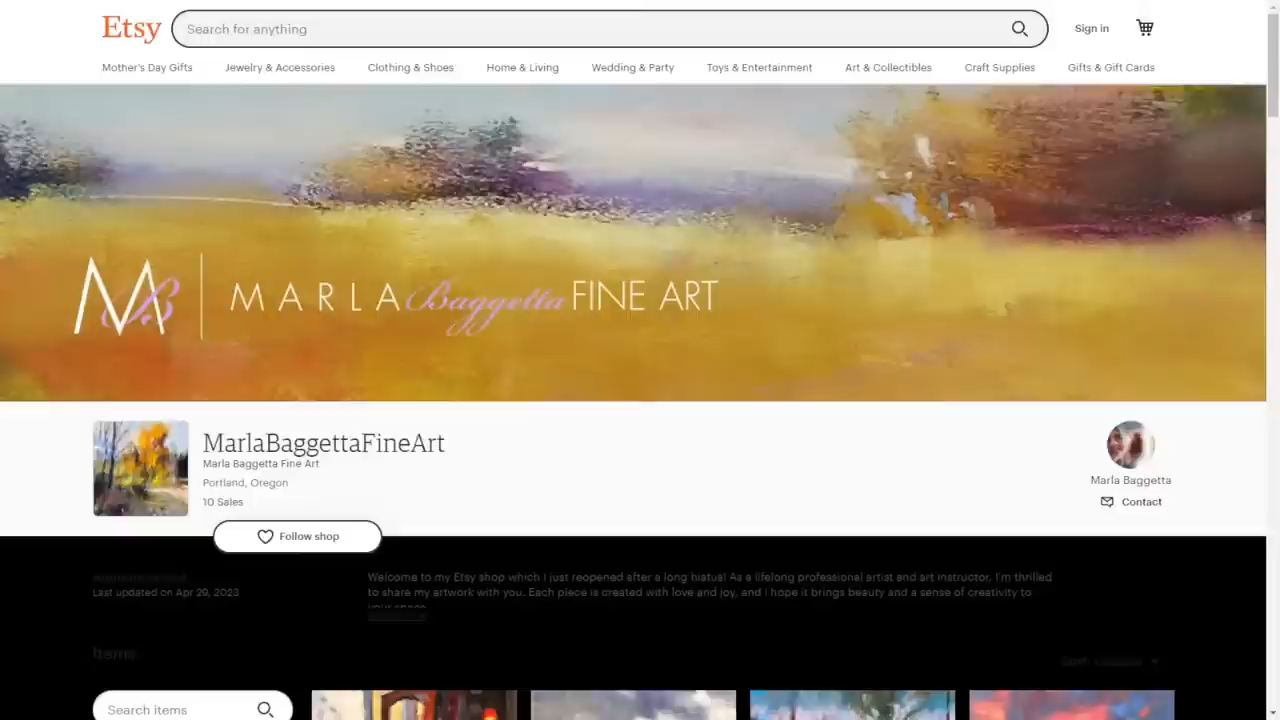 Etsy
Search for anything
Sign in
Mother's Day Gifts Jewelry & Accessories Clothing & Shoes Home & Living Wedding & Party Toys & Entertainment Art & Collectibles Craft Supplies Gifts & Gift Cards
MB MARLA Baggetta FINE ART
MarlaBaggettaFineArt
Marla Baggetta Fine Art
Portland, Oregon
10 Sales
Marla Baggetta
Contact
Follow shop
Last updated on Apr 29, 2023
Welcome to my Etsy shop which I just reopened after a long hiatus! As a lifelong professional artist and art instructor, I'm thrilled
to share my artwork with you. Each piece is created with love and joy, and I hope it brings beauty and a sense of creativity to
your space.
Items
Search items